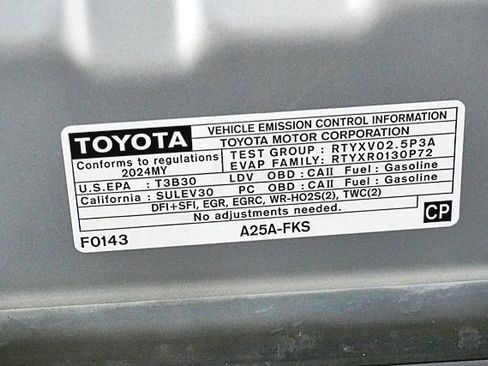 TOYOTA
VEHICLE EMISSION CONTROL INFORMATION
TOYOTA MOTOR CORPORATION
Conforms to regulations
2024MY
TEST GROUP : RTYXV02.5P3A
EVAP FAMILY: RTYXR0130P72
U.S.EPA : T3B30 LDV OBD : CAII Fuel : Gasoline
California : SULEV30 PC OBD : CAII Fuel : Gasoline
DFI+SFI, EGR, EGRC, WR-HO2S(2), TWC(2)
No adjustments needed.
CP
F0143 A25A-FKS